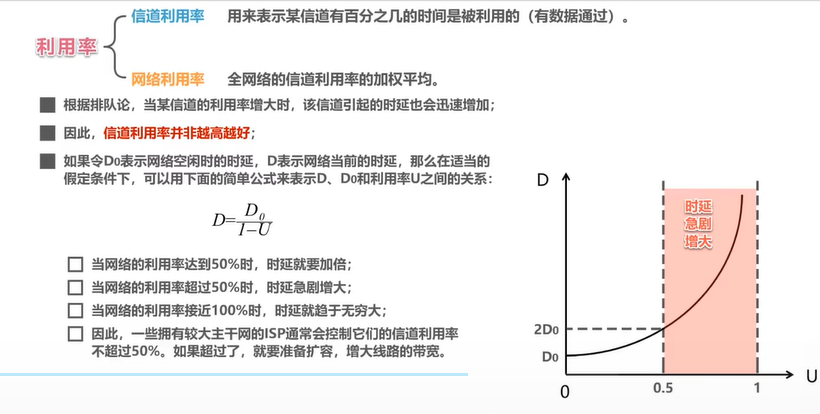 信道利用率 用来表示某信道有百分之几的时间是被利用的（有数据通过）。
利用率
网络利用率 全网络的信道利用率的加权平均。
根据排队论，当某信道的利用率增大时，该信道引起的时延也会迅速增加；
因此，信道利用率并非越高越好；
如果令D₀表示网络空闲时的时延，D表示网络当前的时延，那么在适当的
假定条件下，可以用下面的简单公式来表示D、D₀和利用率U之间的关系：
D=D₀/(1-U)
当网络的利用率达到50%时，时延就要加倍；
当网络的利用率超过50%时，时延急剧增大；
当网络的利用率接近100%时，时延就趋于无穷大；
因此，一些拥有较大主干网的ISP通常会控制它们的信道利用率
不超过50%。如果超过了，就要准备扩容，增大线路的带宽。
D
时延
急剧
增大
2D₀
D₀
0
0.5
1
U